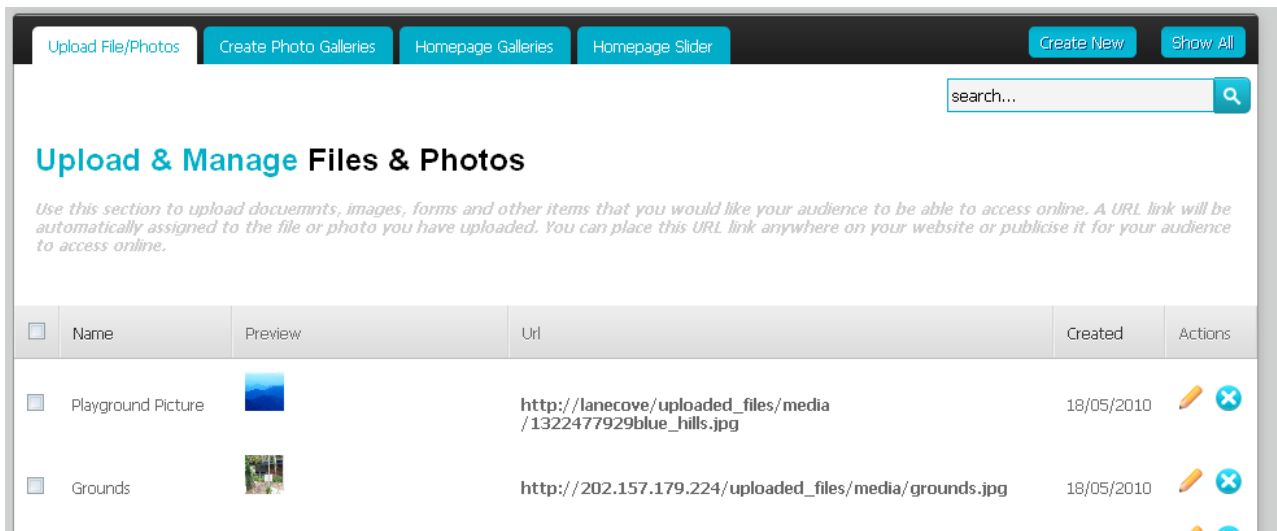 Upload File/Photos
Create Photo Galleries
Homepage Galleries
Homepage Slider
Create New
Show All
search...
Upload & Manage Files & Photos
Use this section to upload docuemnts, images, forms and other items that you would like your audience to be able to access online. A URL link will be
automatically assigned to the file or photo you have uploaded. You can place this URL link anywhere on your website or publicise it for your audience
to access online.
Name Preview Url Created Actions
Playground Picture http://lanecove/uploaded_files/media 18/05/2010
/1322477929blue_hills.jpg
Grounds http://202.157.179.224/uploaded_files/media/grounds.jpg 18/05/2010